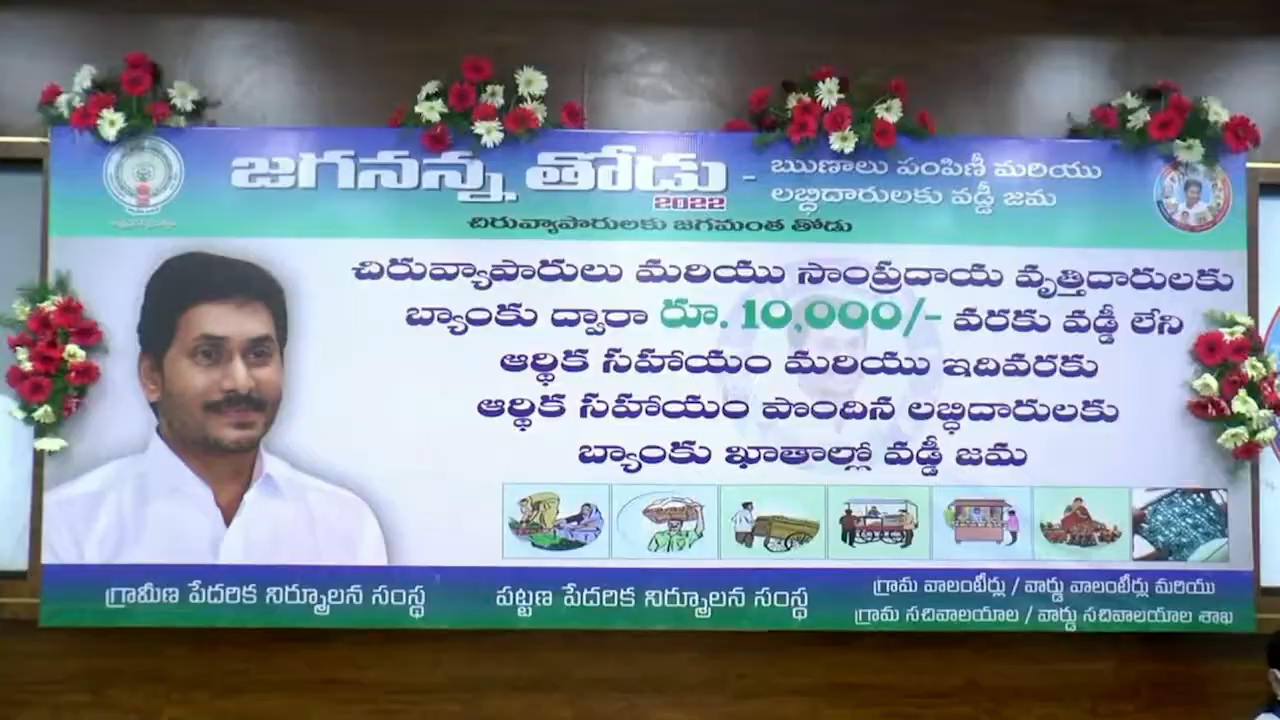 జగనన్న తోడు - ఋణాలు పంపిణీ మరియు
2022 లబ్ధిదారులకు వడ్డీ జమ
చిరువ్యాపారులకు జగమంత తోడు
చిరువ్యాపారులు మరియు సాంప్రదాయ వృత్తిదారులకు
బ్యాంకు ద్వారా రూ. 10,000/- వరకు వడ్డీ లేని
ఆర్థిక సహాయం మరియు ఇదివరకు
ఆర్థిక సహాయం పొందిన లబ్ధిదారులకు
బ్యాంకు ఖాతాల్లో వడ్డీ జమ
గ్రామీణ పేదరిక నిర్మూలన సంస్థ
పట్టణ పేదరిక నిర్మూలన సంస్థ
గ్రామ వాలంటీర్లు / వార్డు వాలంటీర్లు మరియు
గ్రామ సచివాలయాల / వార్డు సచివాలయాల శాఖ